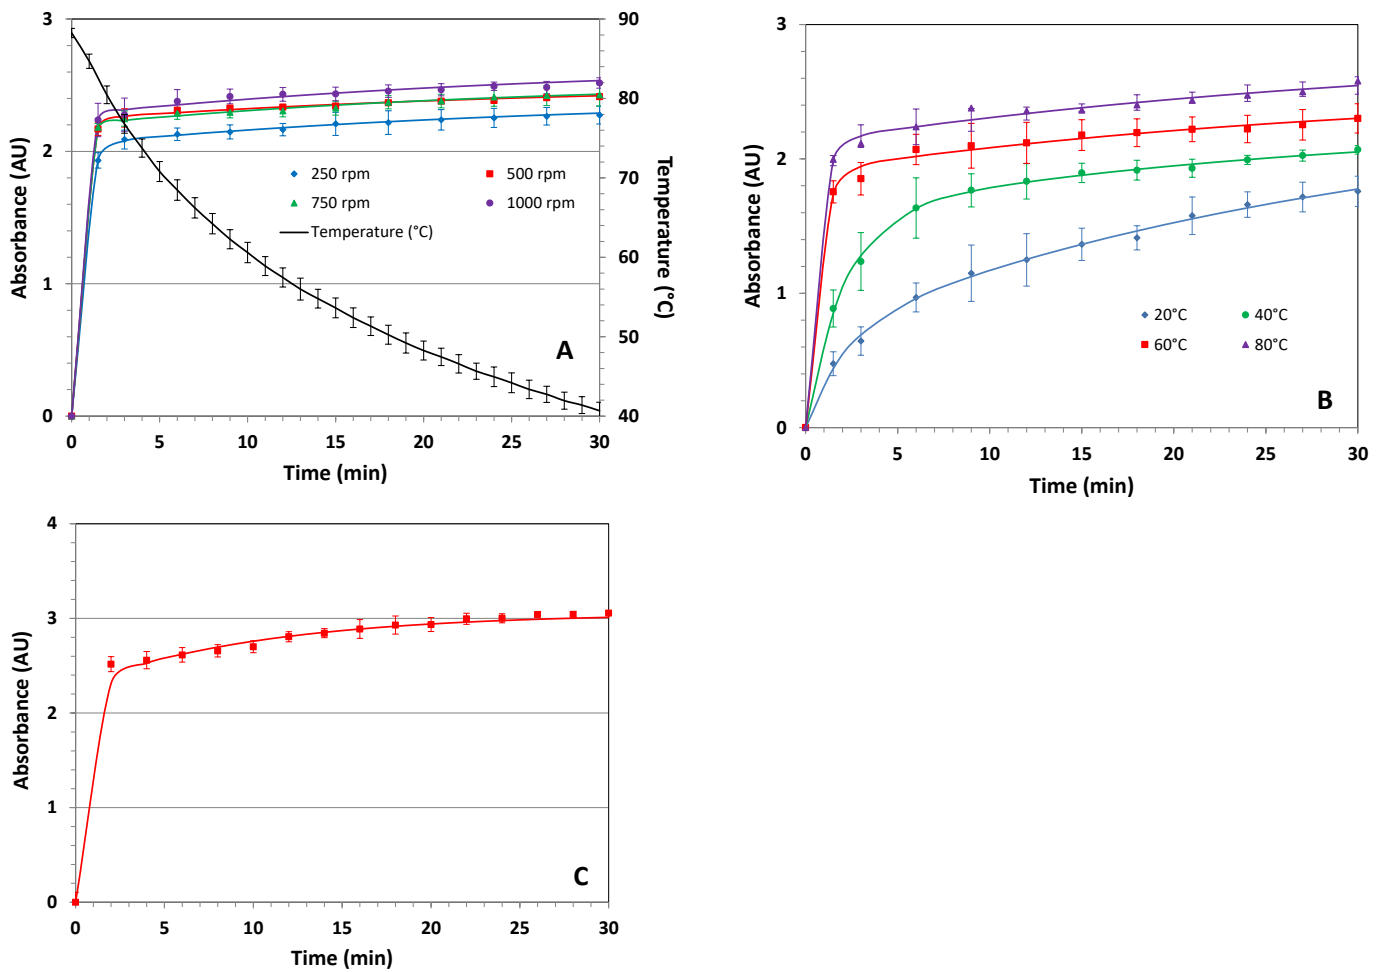 3
2
1
0
Absorbance (AU)
90
80
70
60
50
40
Temperature (°C)
250 rpm
500 rpm
750 rpm
1000 rpm
Temperature (°C)
A
0
5
10
15
20
25
30
Time (min)
3
2
1
0
Absorbance (AU)
20°C
40°C
60°C
80°C
B
0
5
10
15
20
25
30
Time (min)
4
3
2
1
0
Absorbance (AU)
C
0
5
10
15
20
25
30
Time (min)